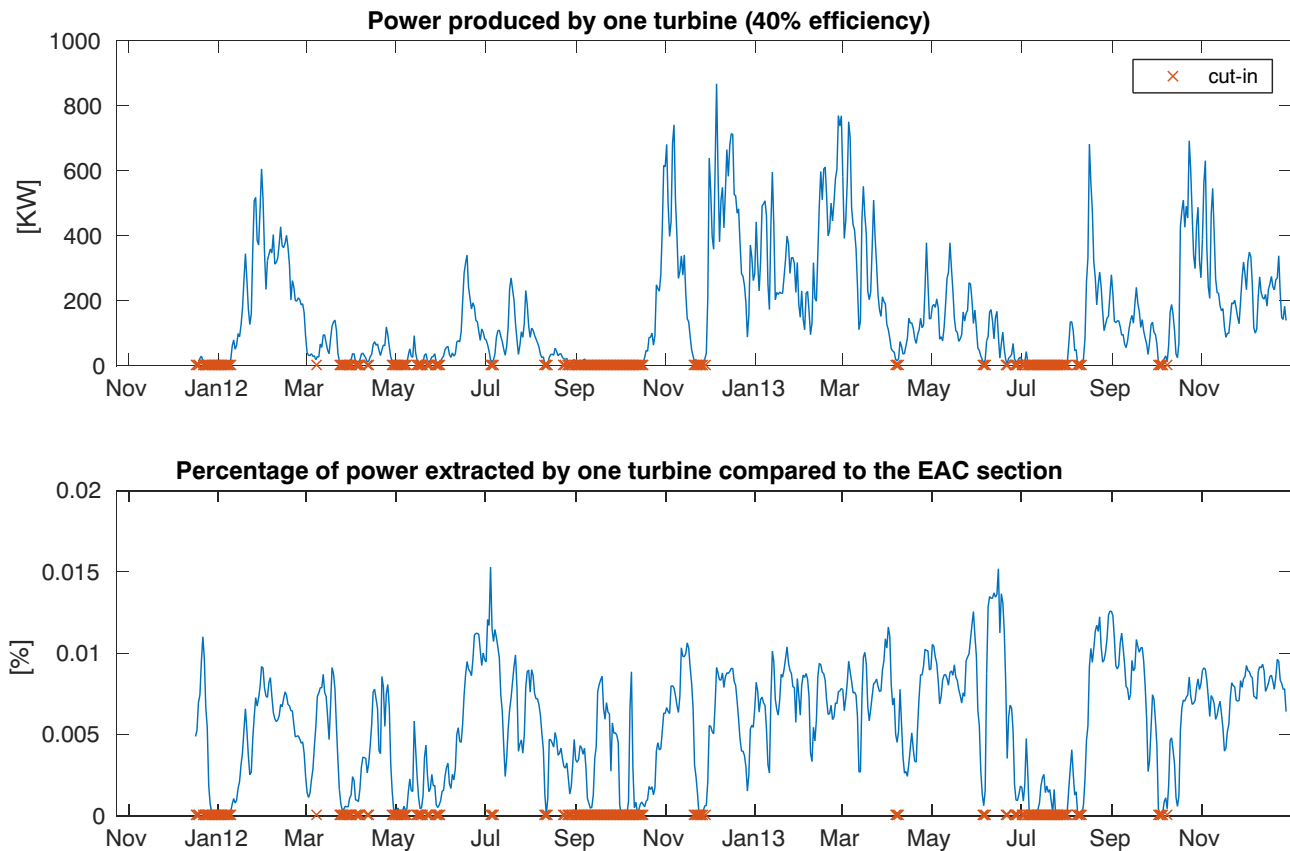 Power produced by one turbine (40% efficiency)
1000
800
600
400
200
0
[KW]
cut-in
Nov Jan12 Mar May Jul Sep Nov Jan13 Mar May Jul Sep Nov
Percentage of power extracted by one turbine compared to the EAC section
0.02
0.015
0.01
0.005
0
[%]
Nov Jan12 Mar May Jul Sep Nov Jan13 Mar May Jul Sep Nov